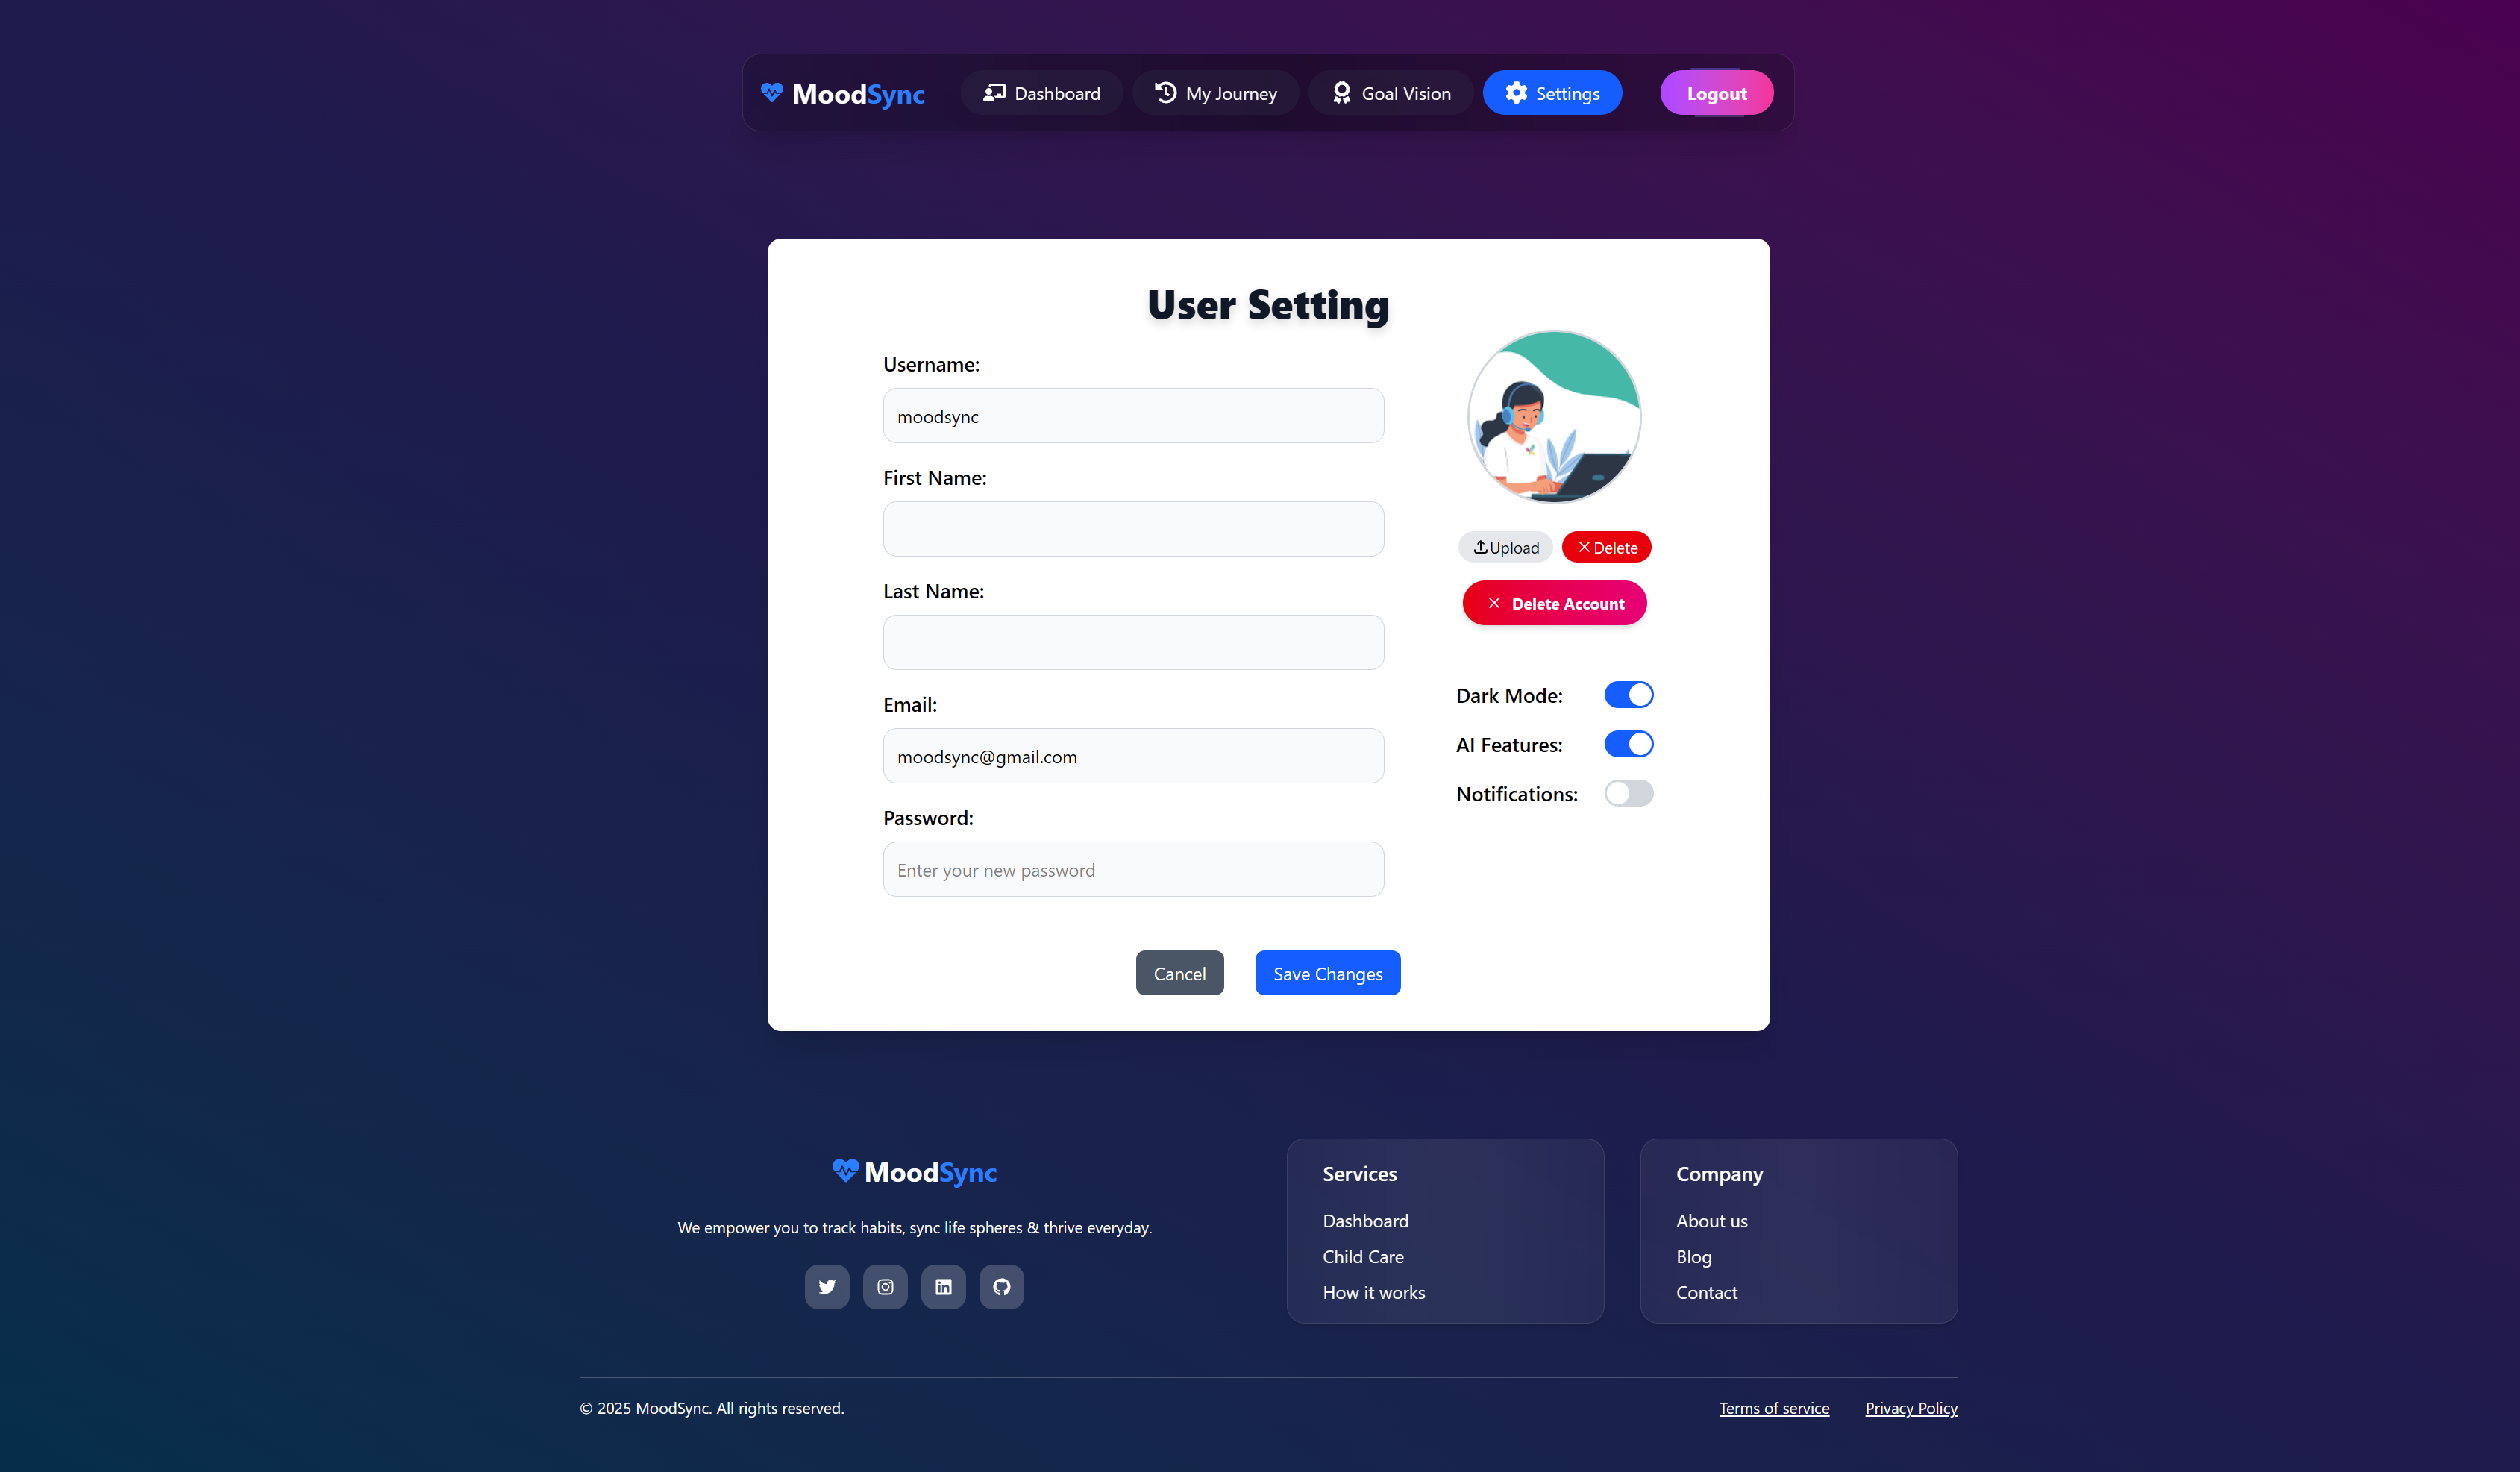 MoodSync
Dashboard
My Journey
Goal Vision
Settings
Logout
User Setting
Username:
moodsync
First Name:
Last Name:
Email:
moodsync@gmail.com
Password:
Enter your new password
Upload
Delete
Delete Account
Dark Mode:
AI Features:
Notifications:
Cancel
Save Changes
MoodSync
We empower you to track habits, sync life spheres & thrive everyday.
Services
Dashboard
Child Care
How it works
Company
About us
Blog
Contact
© 2025 MoodSync. All rights reserved.
Terms of service
Privacy Policy